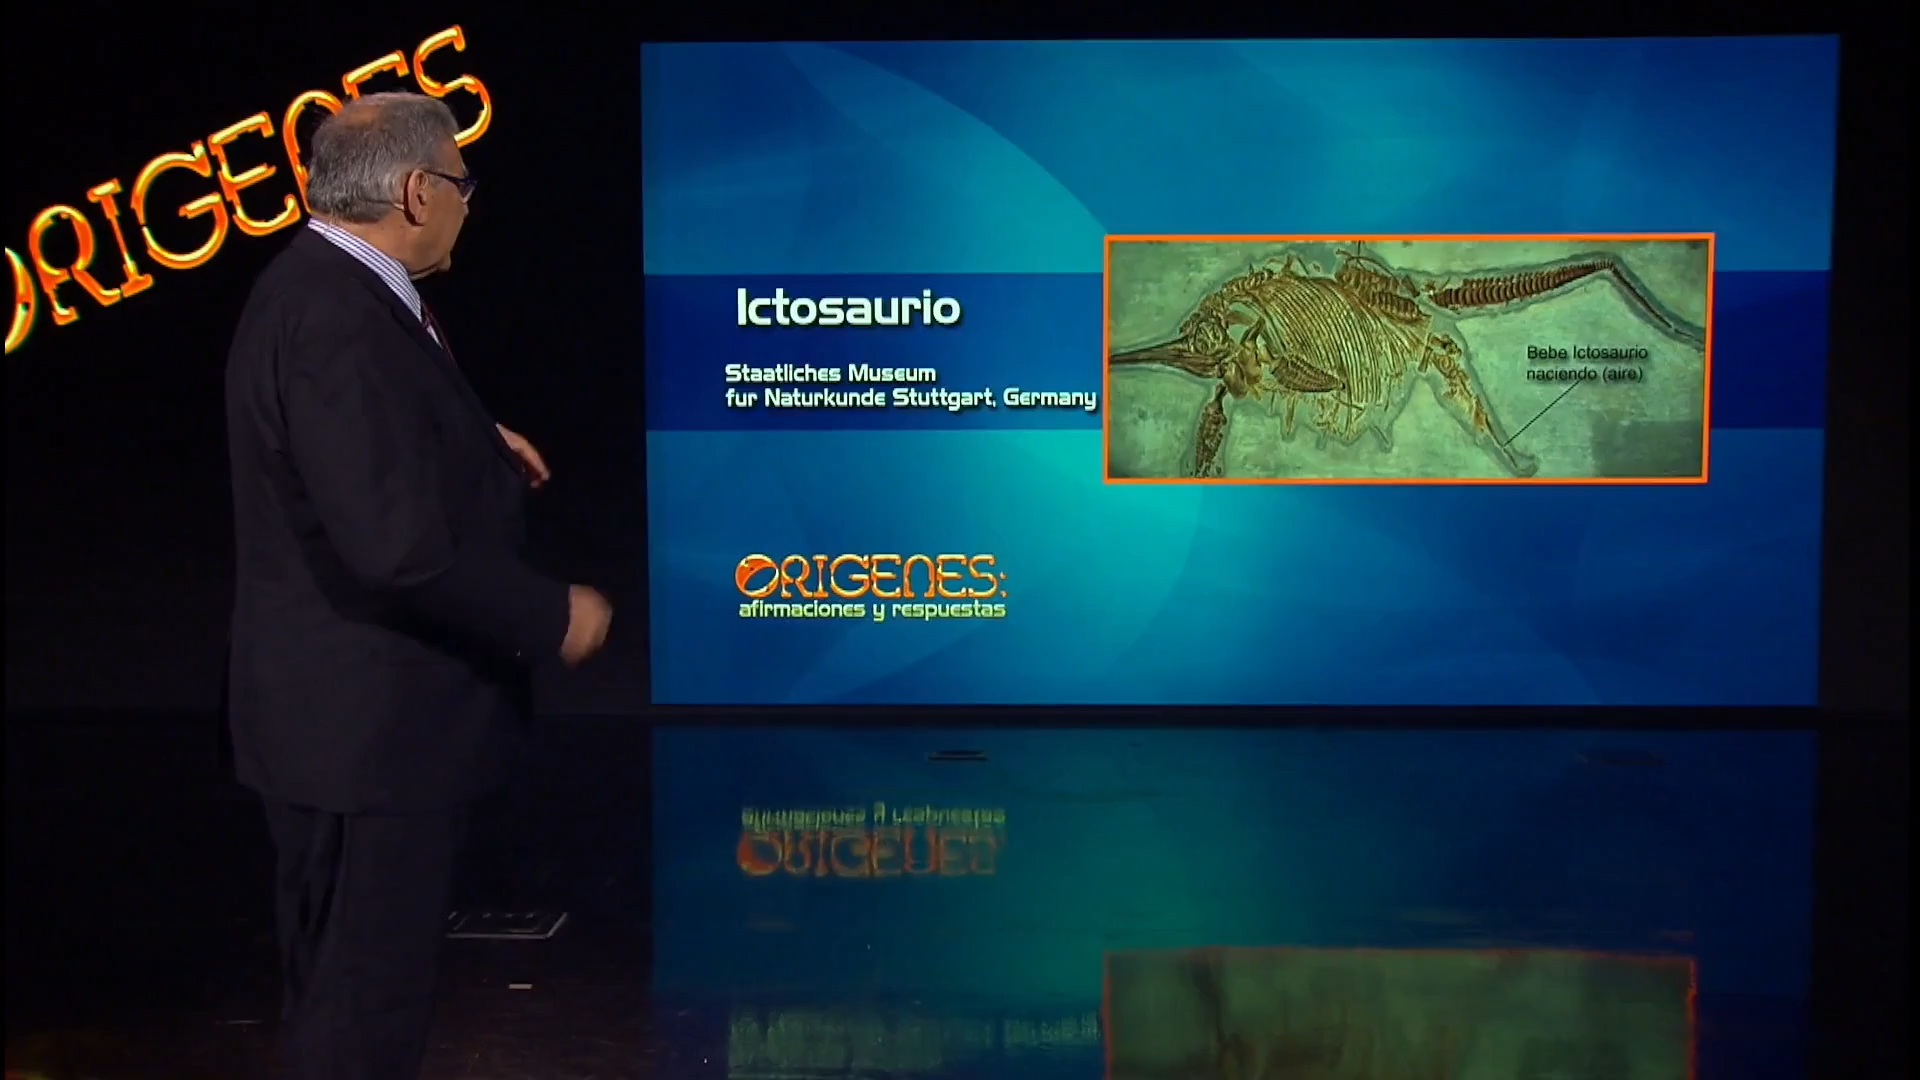 ORIGENES
Ictosaurio
Staatliches Museum
fur Naturkunde Stuttgart, Germany
Bebe Ictosaurio
naciendo (aire)
ORIGENES:
afirmaciones y respuestas